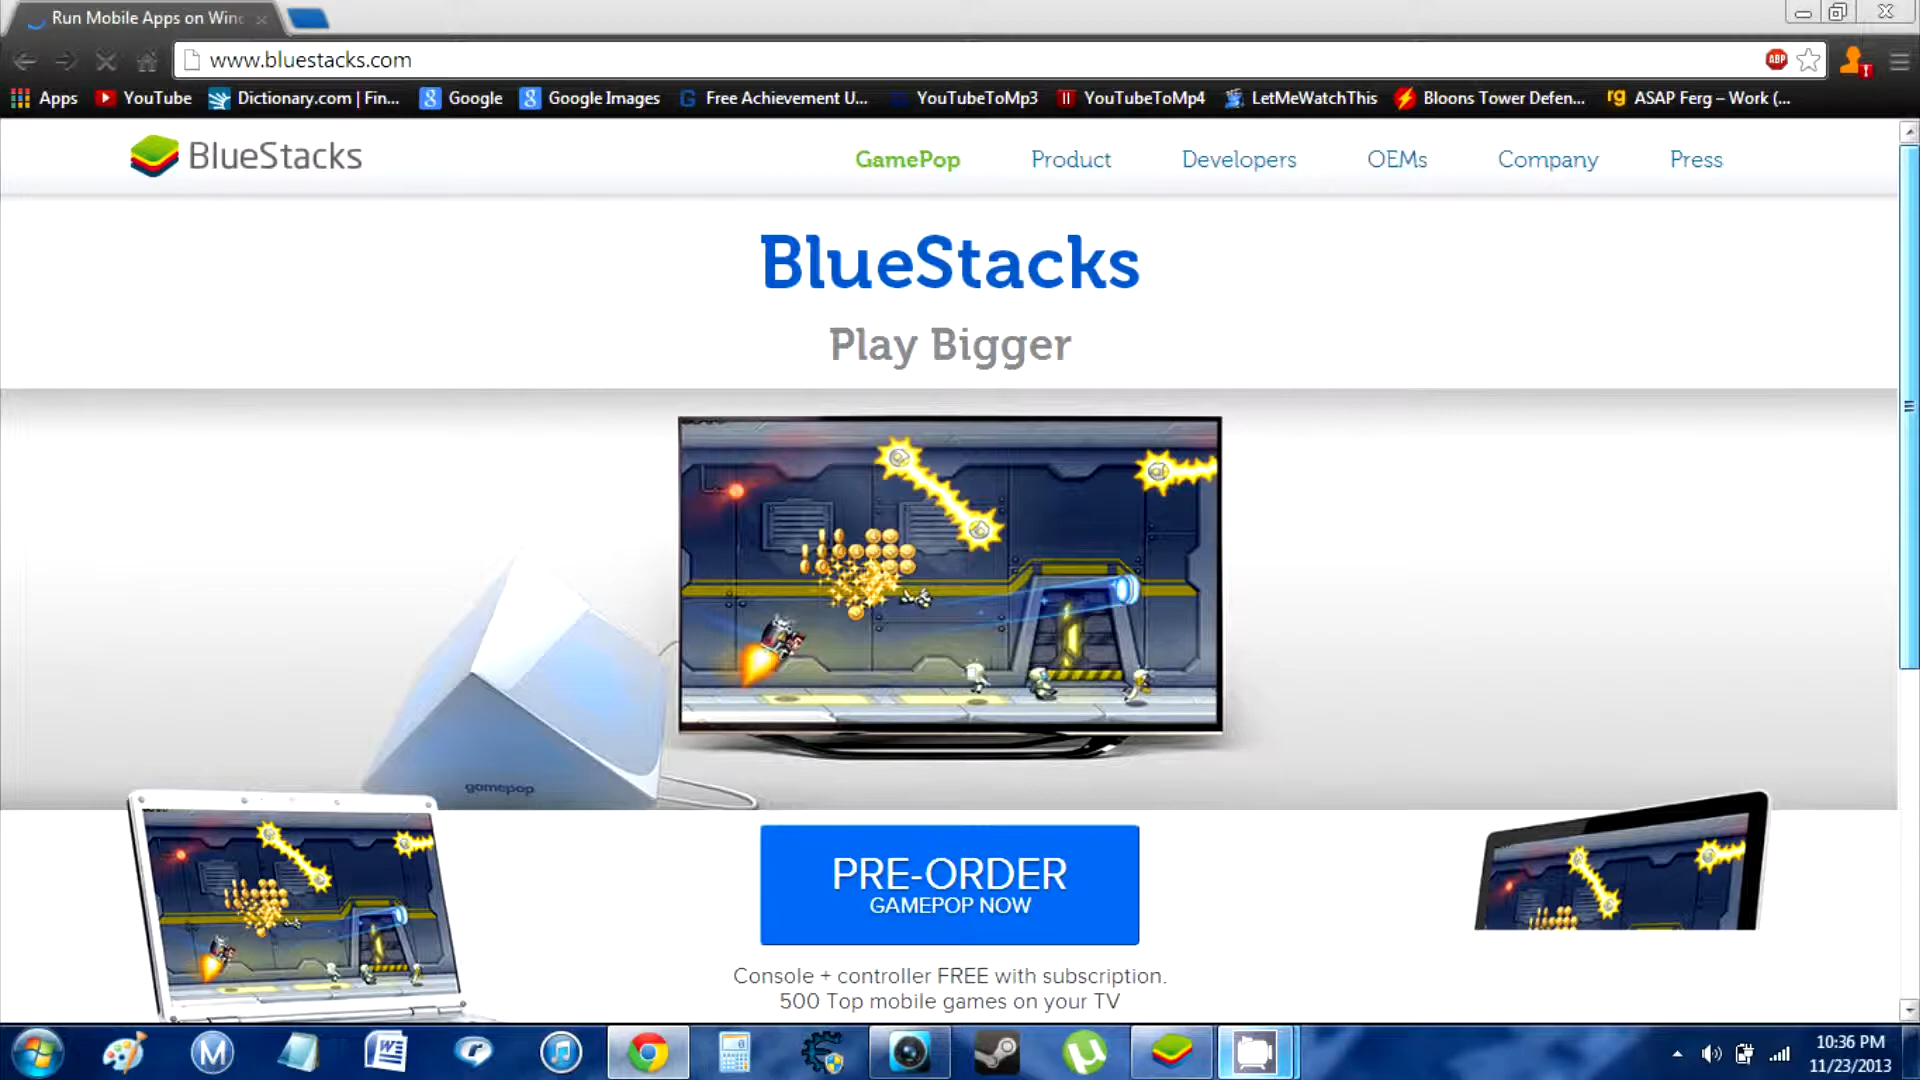 Run Mobile Apps on Win
www.bluestacks.com
ABP
Apps YouTube Dictionary.com | Fin... Google Google Images Free Achievement U... YouTubeToMp3 YouTubeToMp4 LetMeWatchThis Bloons Tower Defen... ASAP Ferg – Work (...
BlueStacks GamePop Product Developers OEMs Company Press
BlueStacks
Play Bigger
gamepop
PRE-ORDER
GAMEPOP NOW
Console + controller FREE with subscription.
500 Top mobile games on your TV
10:36 PM
11/23/2013